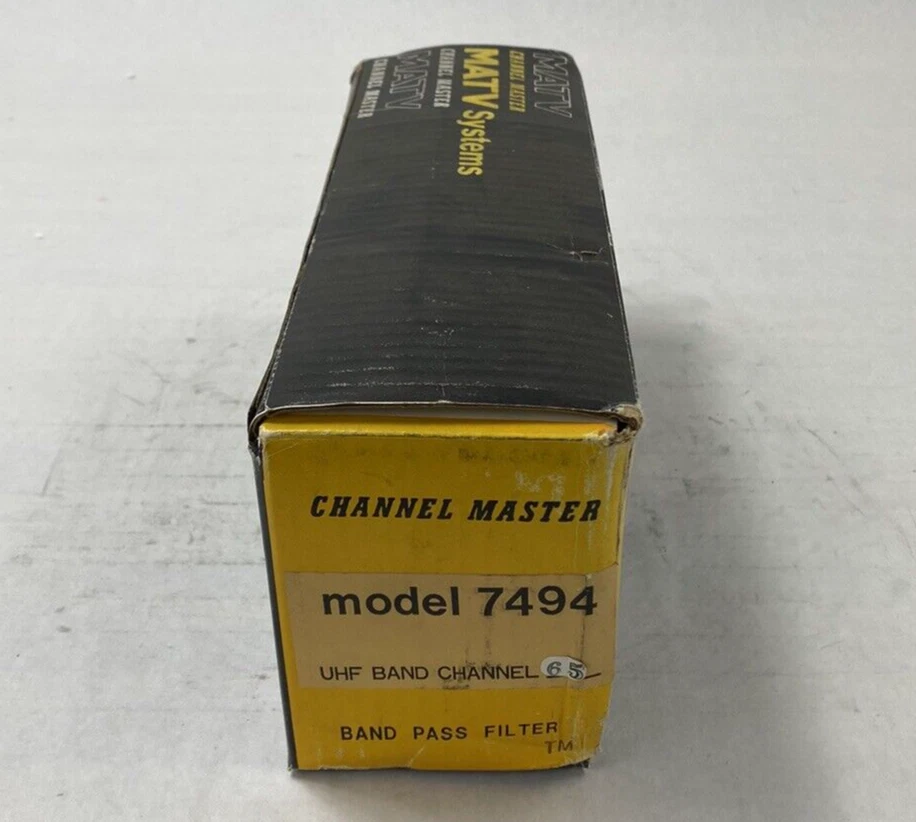 MATV
CHANNEL MASTER
MATV Systems
CHANNEL MASTER
MATV
CHANNEL MASTER
CHANNEL MASTER
model 7494
UHF BAND CHANNEL 65
BAND PASS FILTER
TM